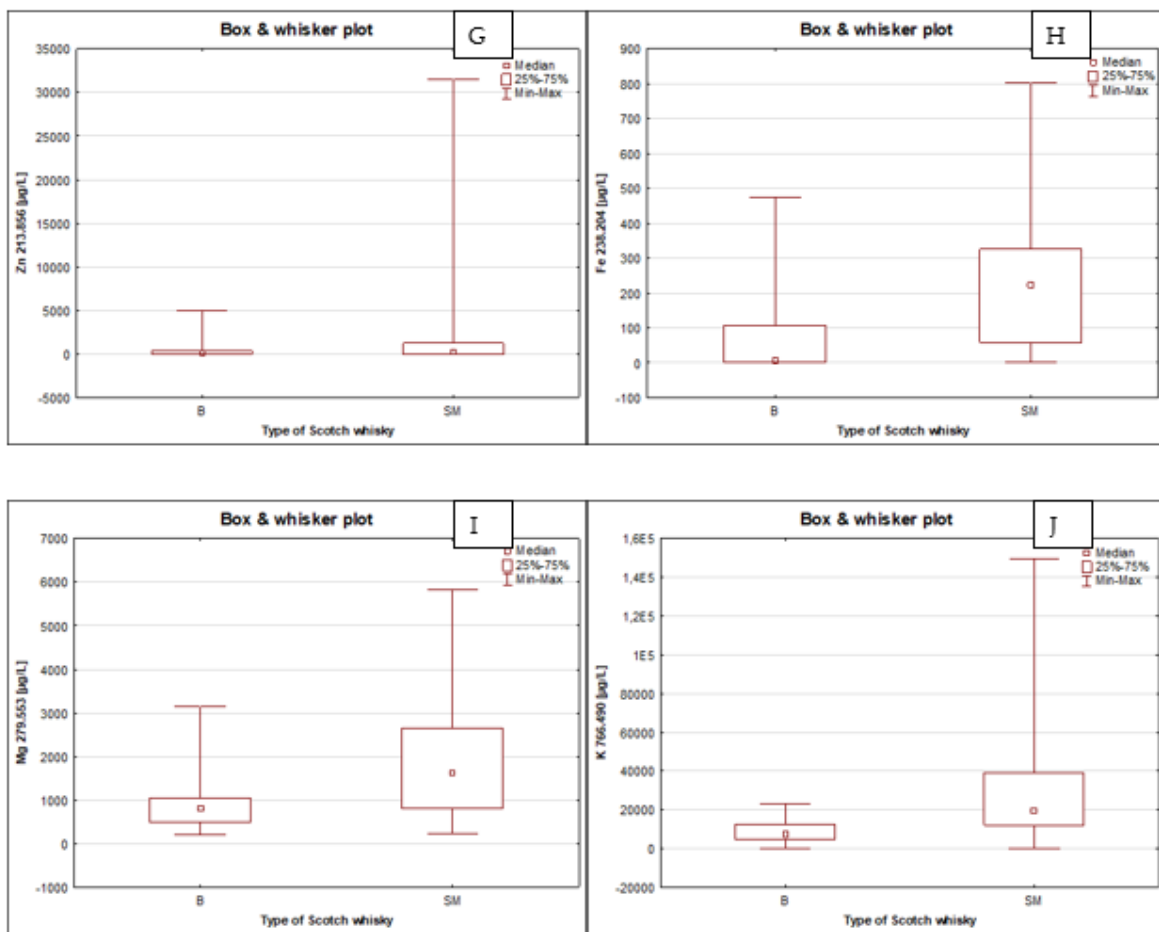 Box & whisker plot
G
Median
25%-75%
Min-Max
35000
30000
25000
20000
15000
10000
5000
0
-5000
Zn 213.856 [µg/L]
B
SM
Type of Scotch whisky
Box & whisker plot
H
Median
25%-75%
Min-Max
900
800
700
600
500
400
300
200
100
0
-100
Fe 238.204 [µg/L]
B
SM
Type of Scotch whisky
Box & whisker plot
I
Median
25%-75%
Min-Max
7000
6000
5000
4000
3000
2000
1000
0
-1000
Mg 279.553 [µg/L]
B
SM
Type of Scotch whisky
Box & whisker plot
J
Median
25%-75%
Min-Max
1,6E5
1,4E5
1,2E5
1E5
80000
60000
40000
20000
0
-20000
K 766.490 [µg/L]
B
SM
Type of Scotch whisky